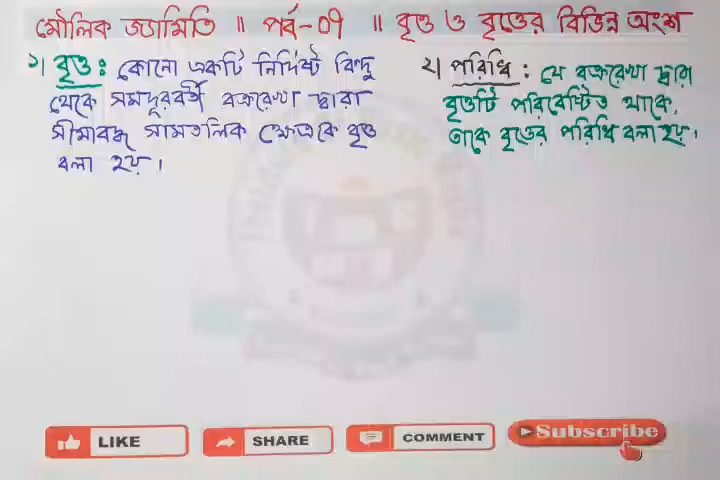 মৌলিক জ্যামিতি ॥ পর্ব-০৭ ॥ বৃত্ত ও বৃত্তের বিভিন্ন অংশ
১) বৃত্ত : কোনো একটি নির্দিষ্ট বিন্দু
থেকে সমদূরবর্তী বক্ররেখা দ্বারা
সীমাবদ্ধ সামতলিক ক্ষেত্রকে বৃত্ত
বলা হয়।
২) পরিধি : যে বক্ররেখা দ্বারা
বৃত্তটি পরিবেষ্টিত থাকে,
তাকে বৃত্তের পরিধি বলা হয়।
LIKE
SHARE
COMMENT
Subscribe